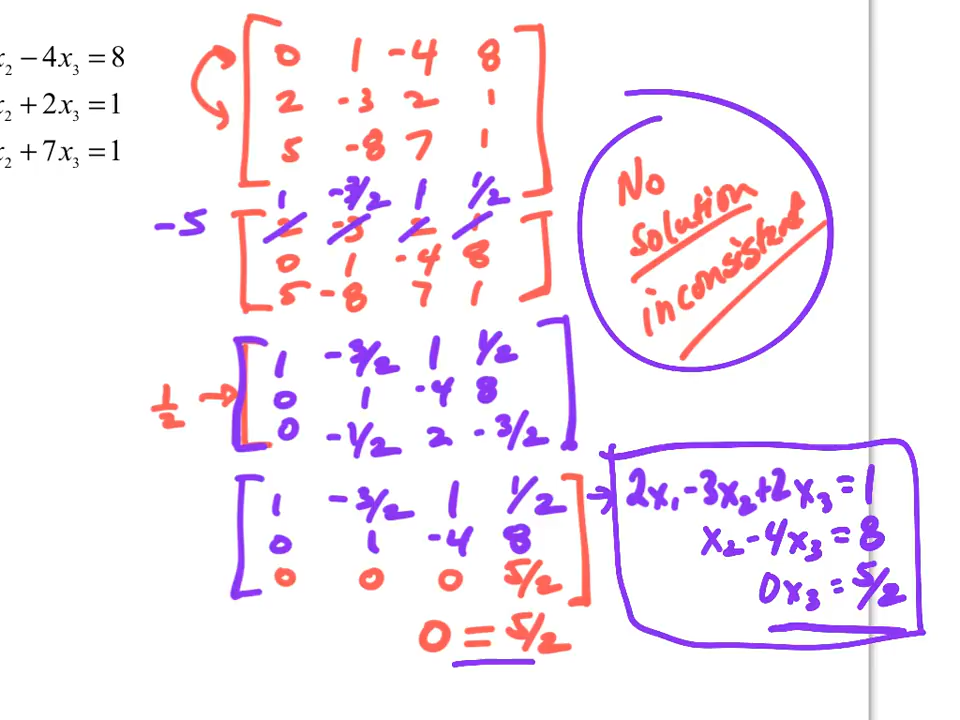 x₂ − 4x₃ = 8
x₂ + 2x₃ = 1
x₂ + 7x₃ = 1
0 1 -4 8
2 -3 2 1
5 -8 7 1
1 -3/2 1 1/2
-5
2 -3 2 1
0 1 -4 8
5 -8 7 1
No
solution
inconsistent
1 -3/2 1 1/2
0 1 -4 8
0 -1/2 2 -3/2
1/2 →
1 -3/2 1 1/2
0 1 -4 8
0 0 0 5/2
0 = 5/2
→ 2x₁ - 3x₂ + 2x₃ = 1
x₂ - 4x₃ = 8
0x₃ = 5/2